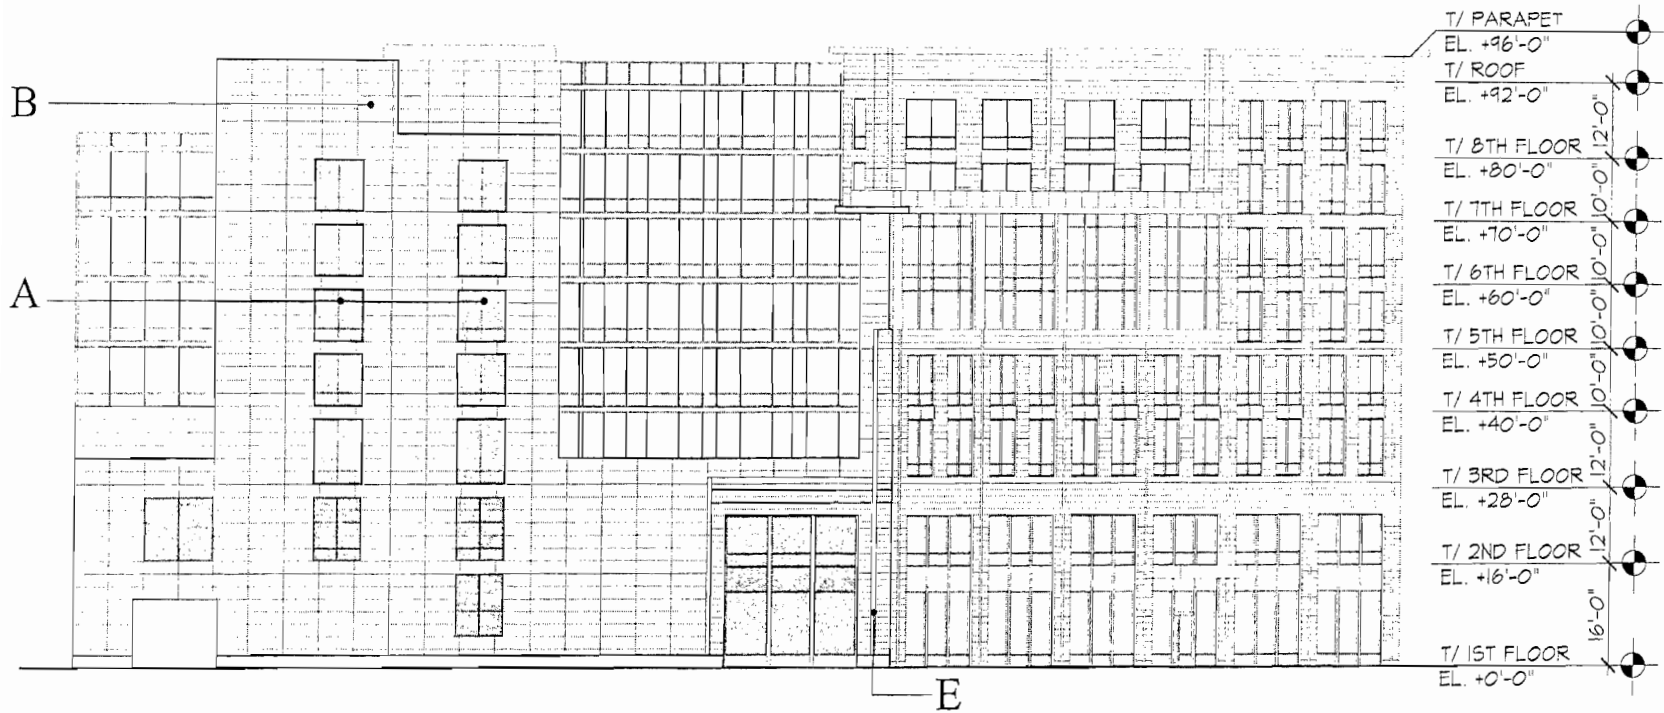 T/ PARAPET
EL. +96'-0"
T/ ROOF
EL. +92'-0"
12'-0"
T/ 8TH FLOOR
EL. +80'-0"
10'-0"
T/ 7TH FLOOR
EL. +70'-0"
10'-0"
T/ 6TH FLOOR
EL. +60'-0"
10'-0"
T/ 5TH FLOOR
EL. +50'-0"
10'-0"
T/ 4TH FLOOR
EL. +40'-0"
12'-0"
T/ 3RD FLOOR
EL. +28'-0"
12'-0"
T/ 2ND FLOOR
EL. +16'-0"
16'-0"
T/ 1ST FLOOR
EL. +0'-0"
B
A
E